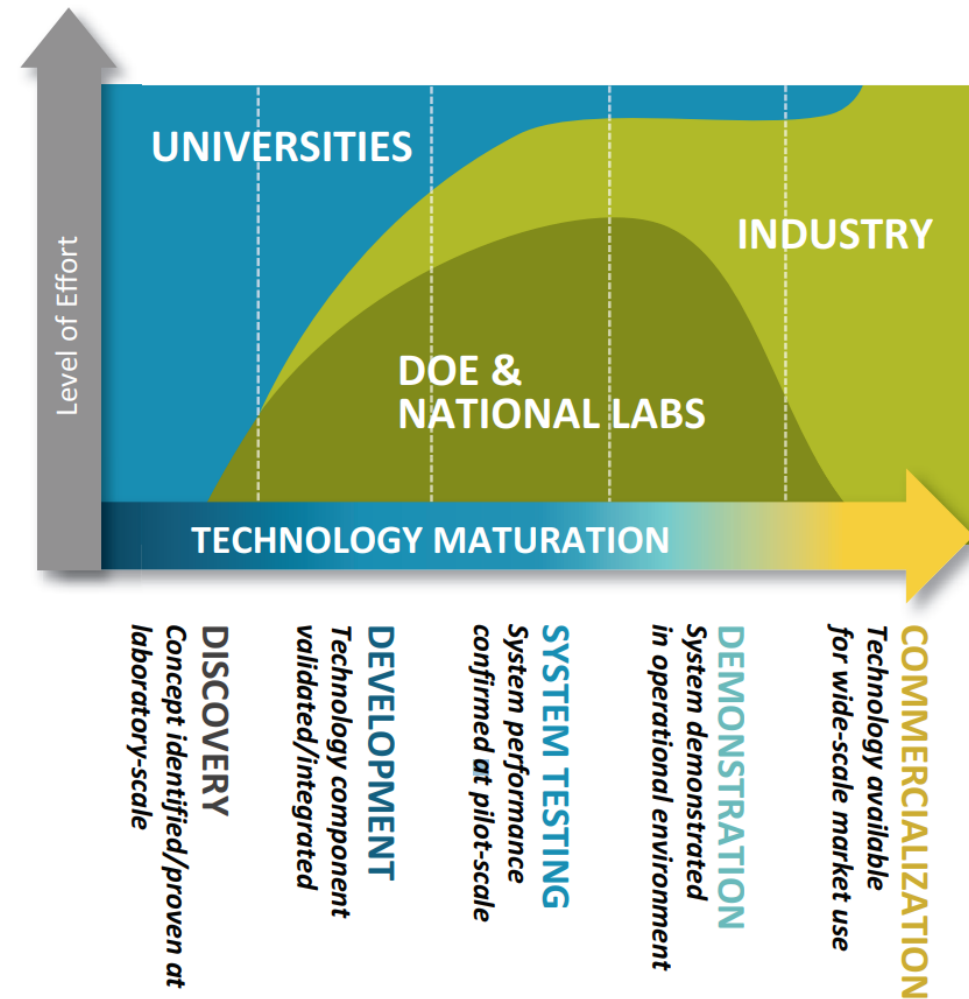 UNIVERSITIES
INDUSTRY
DOE &
NATIONAL LABS
Level of Effort
TECHNOLOGY MATURATION
DISCOVERY
Concept identified/proven at
laboratory-scale
DEVELOPMENT
Technology component
validated/integrated
SYSTEM TESTING
System performance
confirmed at pilot-scale
DEMONSTRATION
System demonstrated
in operational environment
COMMERCIALIZATION
Technology available
for wide-scale market use